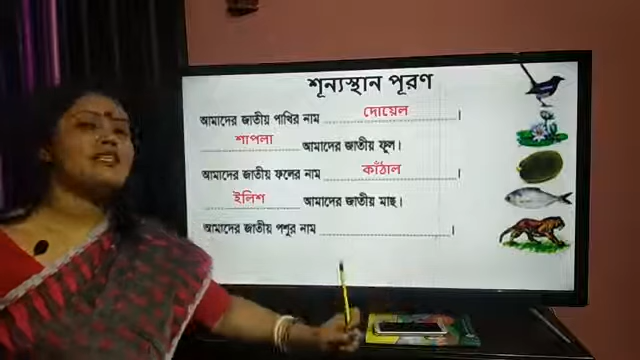 শূন্যস্থান পূরণ
আমাদের জাতীয় পাখির নাম দোয়েল ।
শাপলা আমাদের জাতীয় ফুল।
আমাদের জাতীয় ফলের নাম কাঁঠাল ।
ইলিশ আমাদের জাতীয় মাছ।
আমাদের জাতীয় পশুর নাম ........................ ।